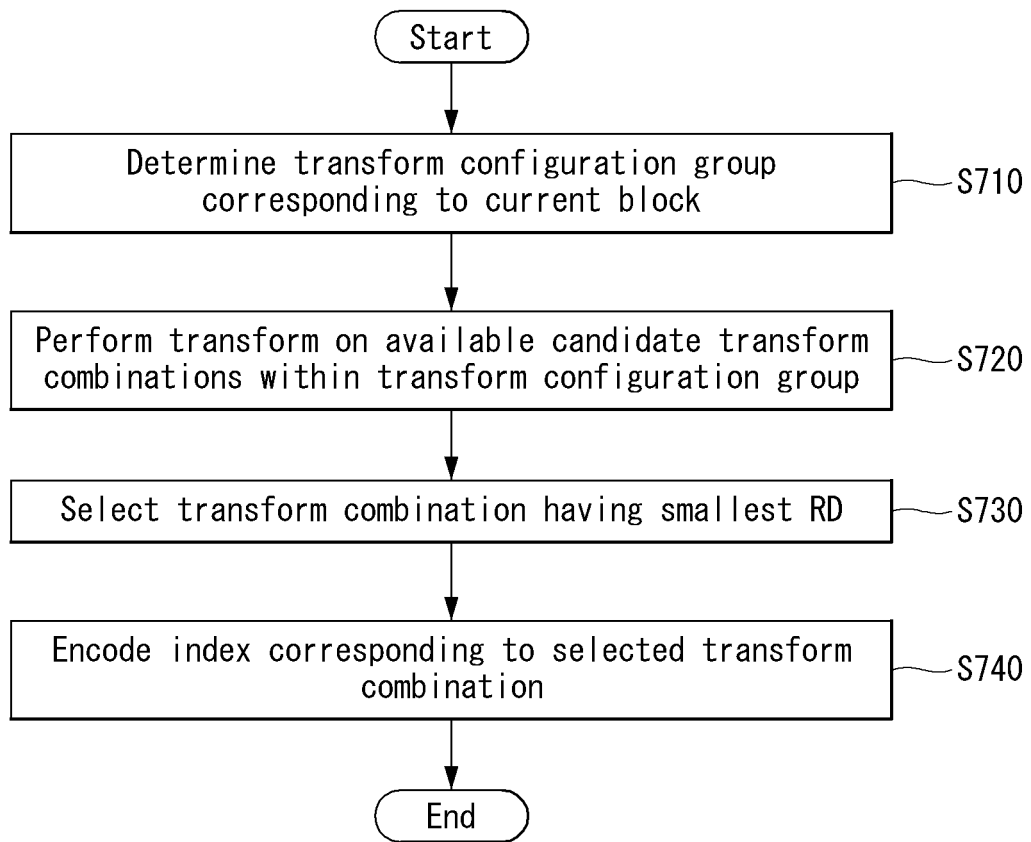 Start
Determine transform configuration group
corresponding to current block
S710
Perform transform on available candidate transform
combinations within transform configuration group
S720
Select transform combination having smallest RD
S730
Encode index corresponding to selected transform
combination
S740
End